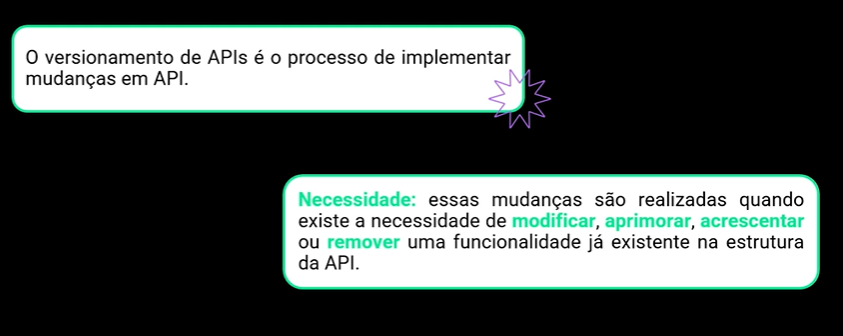 O versionamento de APIs é o processo de implementar
mudanças em API.
Necessidade: essas mudanças são realizadas quando
existe a necessidade de modificar, aprimorar, acrescentar
ou remover uma funcionalidade já existente na estrutura
da API.